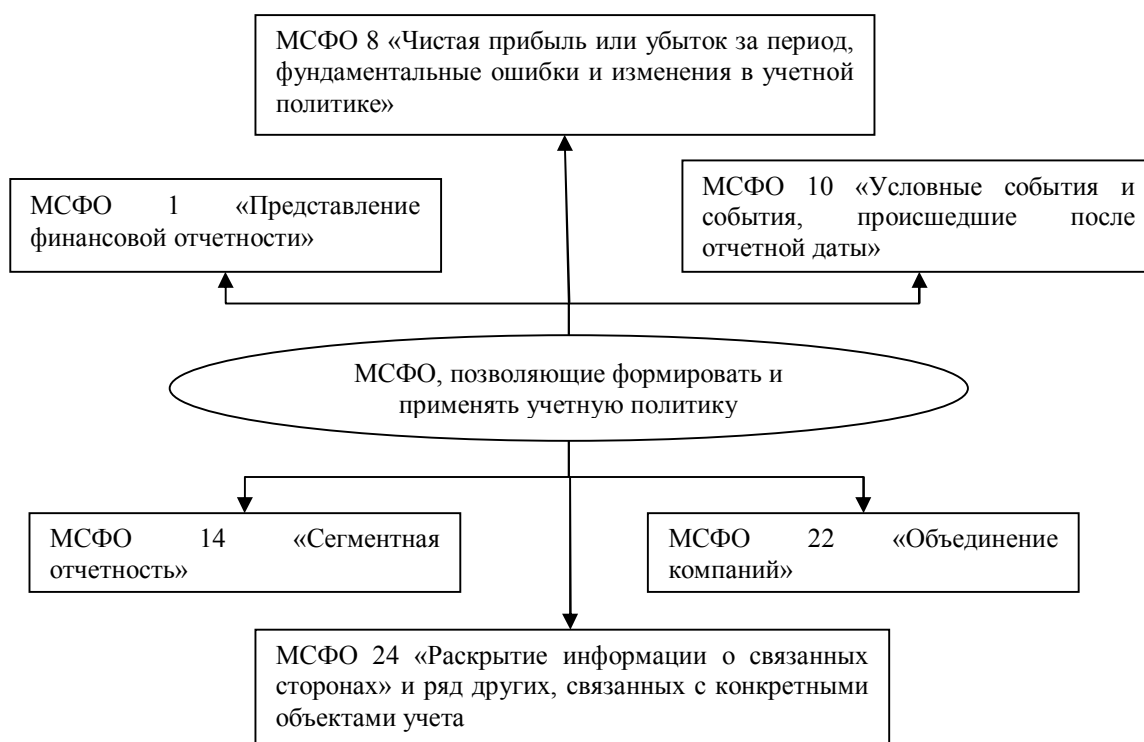 МСФО 8 «Чистая прибыль или убыток за период,
фундаментальные ошибки и изменения в учетной
политике»
МСФО 1 «Представление
финансовой отчетности»
МСФО 10 «Условные события и
события, происшедшие после
отчетной даты»
МСФО, позволяющие формировать и
применять учетную политику
МСФО 14 «Сегментная
отчетность»
МСФО 22 «Объединение
компаний»
МСФО 24 «Раскрытие информации о связанных
сторонах» и ряд других, связанных с конкретными
объектами учета